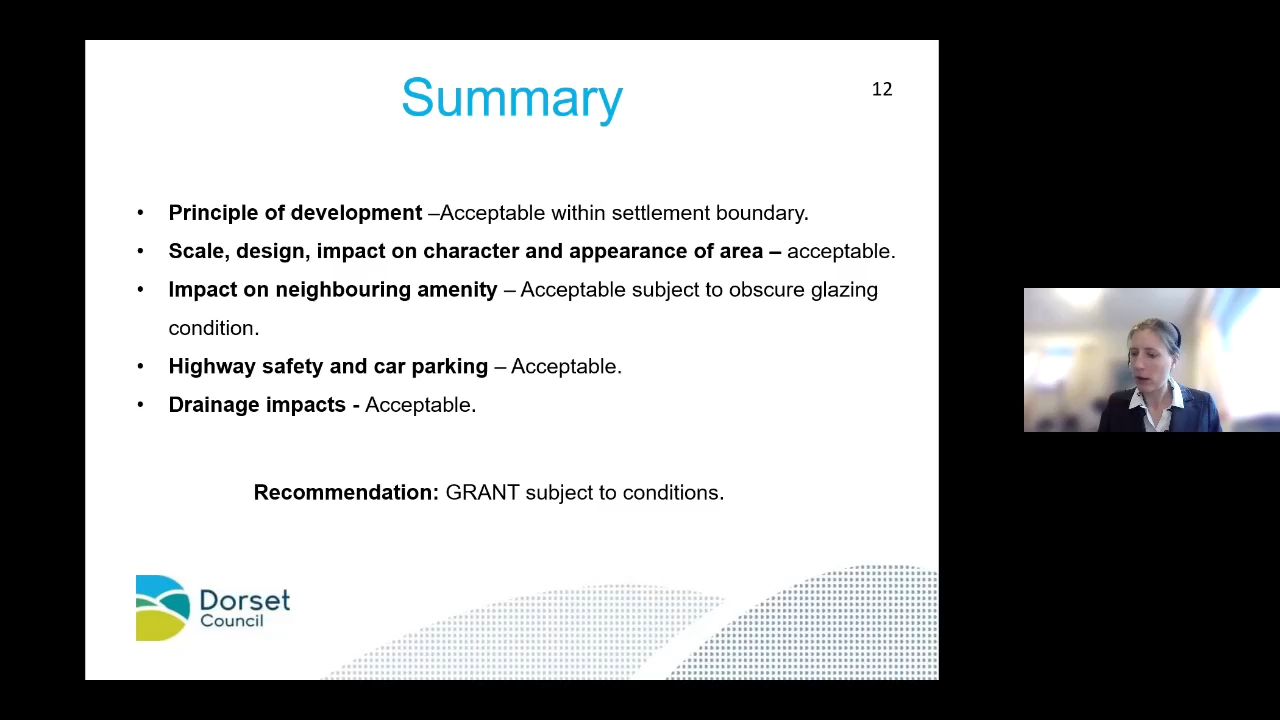 Summary
12
• Principle of development –Acceptable within settlement boundary.
• Scale, design, impact on character and appearance of area – acceptable.
• Impact on neighbouring amenity – Acceptable subject to obscure glazing
condition.
• Highway safety and car parking – Acceptable.
• Drainage impacts - Acceptable.
Recommendation: GRANT subject to conditions.
Dorset
Council